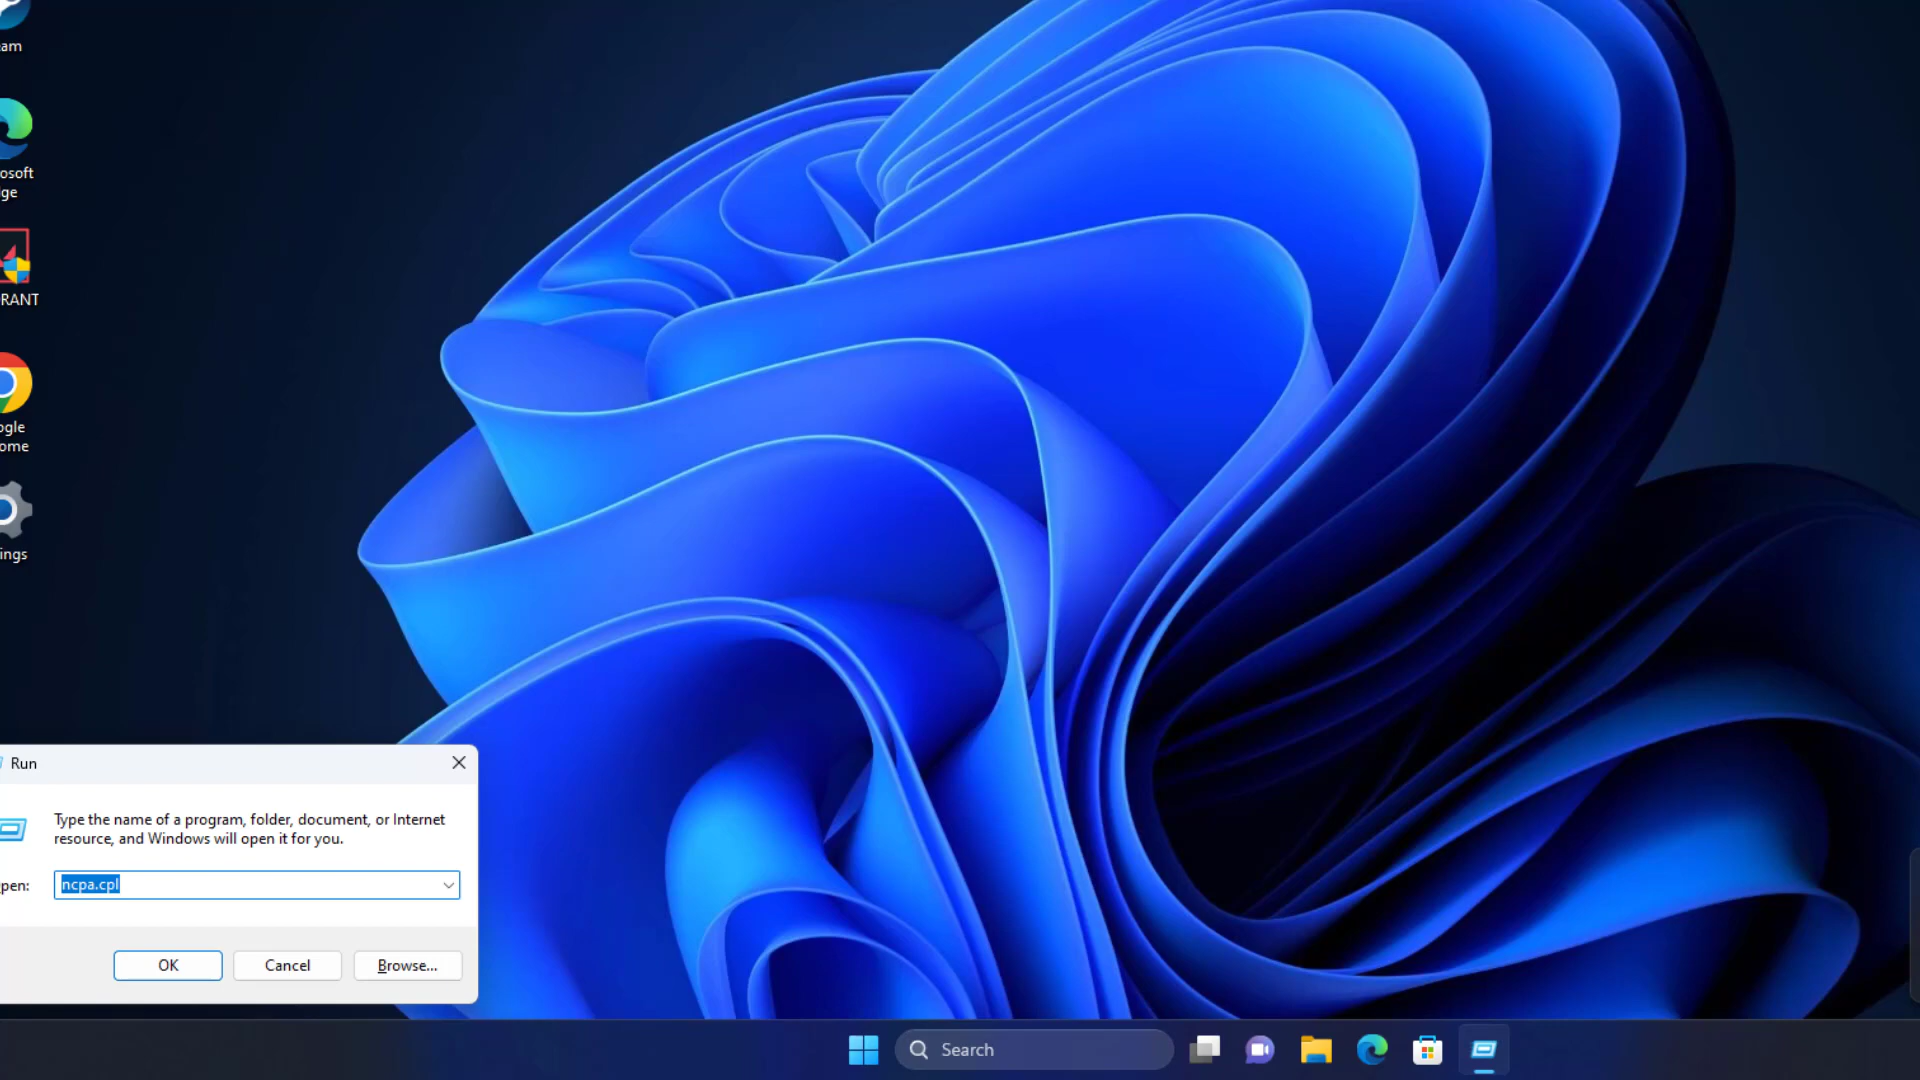 am
osoft
ge
RANT
gle
ome
ings
Run
Type the name of a program, folder, document, or Internet
resource, and Windows will open it for you.
pen:
ncpa.cpl
OK
Cancel
Browse...
Search